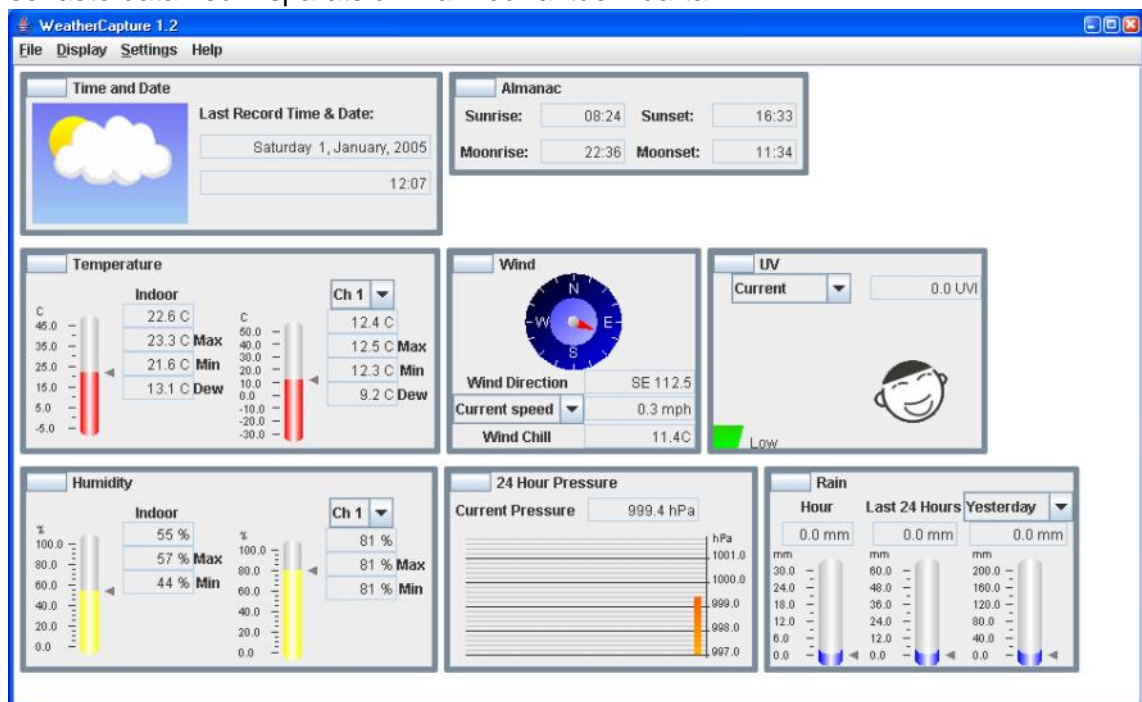 WeatherCapture 1.2
File Display Settings Help
Time and Date
Last Record Time & Date:
Saturday 1, January, 2005
12:07
Almanac
Sunrise: 08:24 Sunset: 16:33
Moonrise: 22:36 Moonset: 11:34
Temperature
Indoor
C
45.0
35.0
25.0
15.0
5.0
-5.0
22.6 C
23.3 C Max
21.6 C Min
13.1 C Dew
Ch 1
C
50.0
40.0
30.0
20.0
10.0
0.0
-10.0
-20.0
-30.0
12.4 C
12.5 C Max
12.3 C Min
9.2 C Dew
Wind
N
W E
S
Wind Direction SE 112.5
Current speed 0.3 mph
Wind Chill 11.4C
UV
Current 0.0 UVI
Low
Humidity
Indoor
%
100.0
80.0
60.0
40.0
20.0
0.0
55 %
57 % Max
44 % Min
Ch 1
%
100.0
80.0
60.0
40.0
20.0
0.0
81 %
81 % Max
81 % Min
24 Hour Pressure
Current Pressure 999.4 hPa
hPa
1001.0
1000.0
999.0
998.0
997.0
Rain
Hour Last 24 Hours Yesterday
0.0 mm 0.0 mm 0.0 mm
mm mm mm
30.0 60.0 200.0
24.0 48.0 160.0
18.0 36.0 120.0
12.0 24.0 80.0
6.0 12.0 40.0
0.0 0.0 0.0